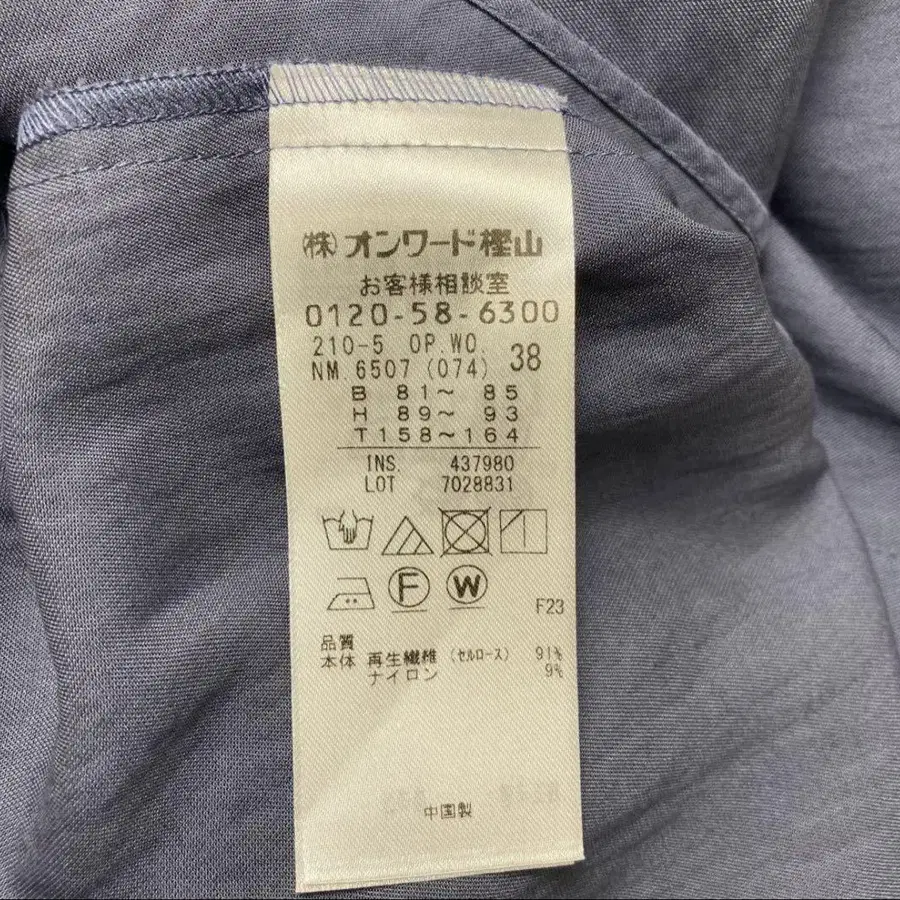 ㈱オンワード樫山
お客様相談室
0120-58-6300
210-5 OP.WO.
NM.6507 (074) 38
B 81～ 85
H 89～ 93
T158～164
INS. 437980
LOT 7028831
F
W
F23
品質
本体 再生繊維 (セルロース) 91%
ナイロン 9%
中国製